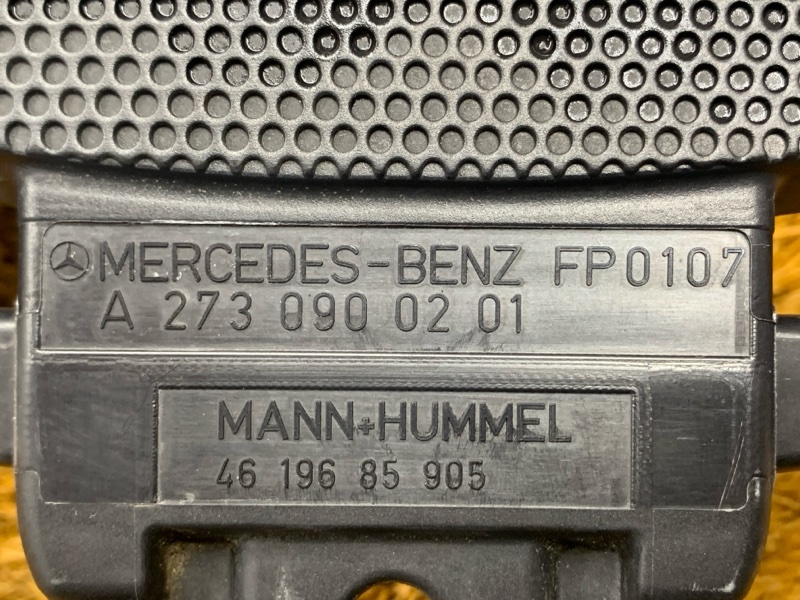 MERCEDES-BENZ FP0107
A 273 090 02 01
MANN+HUMMEL
46 196 85 905